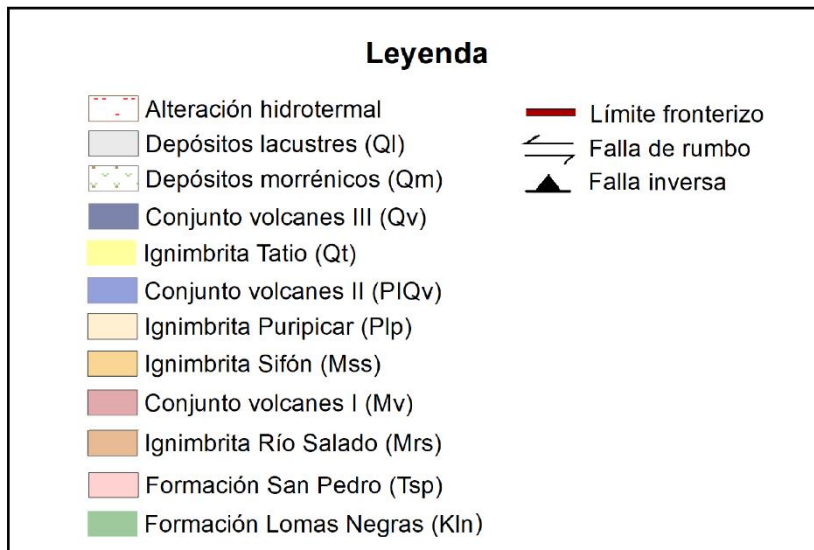 Leyenda
Alteración hidrotermal
Depósitos lacustres (Ql)
Depósitos morrénicos (Qm)
Conjunto volcanes III (Qv)
Ignimbrita Tatio (Qt)
Conjunto volcanes II (PlQv)
Ignimbrita Puripicar (Plp)
Ignimbrita Sifón (Mss)
Conjunto volcanes I (Mv)
Ignimbrita Río Salado (Mrs)
Formación San Pedro (Tsp)
Formación Lomas Negras (Kln)
Límite fronterizo
Falla de rumbo
Falla inversa